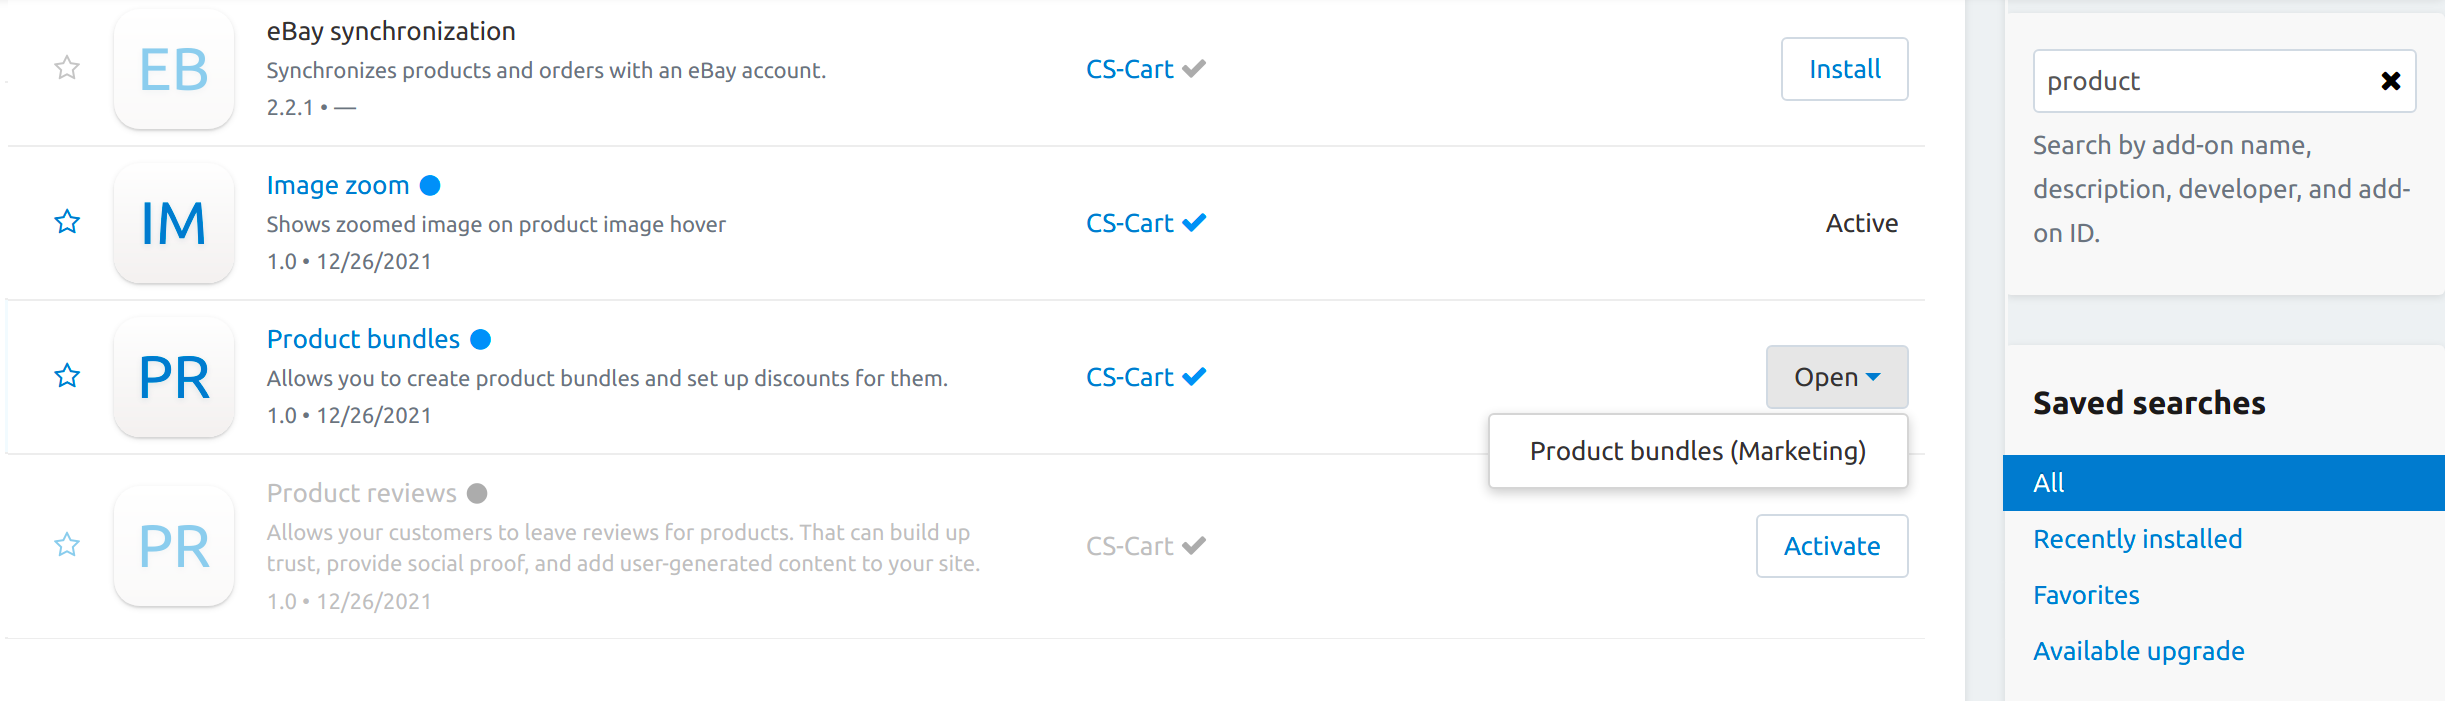 EB
eBay synchronization
Synchronizes products and orders with an eBay account.
2.2.1 • —
CS-Cart
Install
IM
Image zoom
Shows zoomed image on product image hover
1.0 • 12/26/2021
CS-Cart
Active
PR
Product bundles
Allows you to create product bundles and set up discounts for them.
1.0 • 12/26/2021
CS-Cart
Open
Product bundles (Marketing)
PR
Product reviews
Allows your customers to leave reviews for products. That can build up
trust, provide social proof, and add user-generated content to your site.
1.0 • 12/26/2021
CS-Cart
Activate
product
Search by add-on name,
description, developer, and add-
on ID.
Saved searches
All
Recently installed
Favorites
Available upgrade